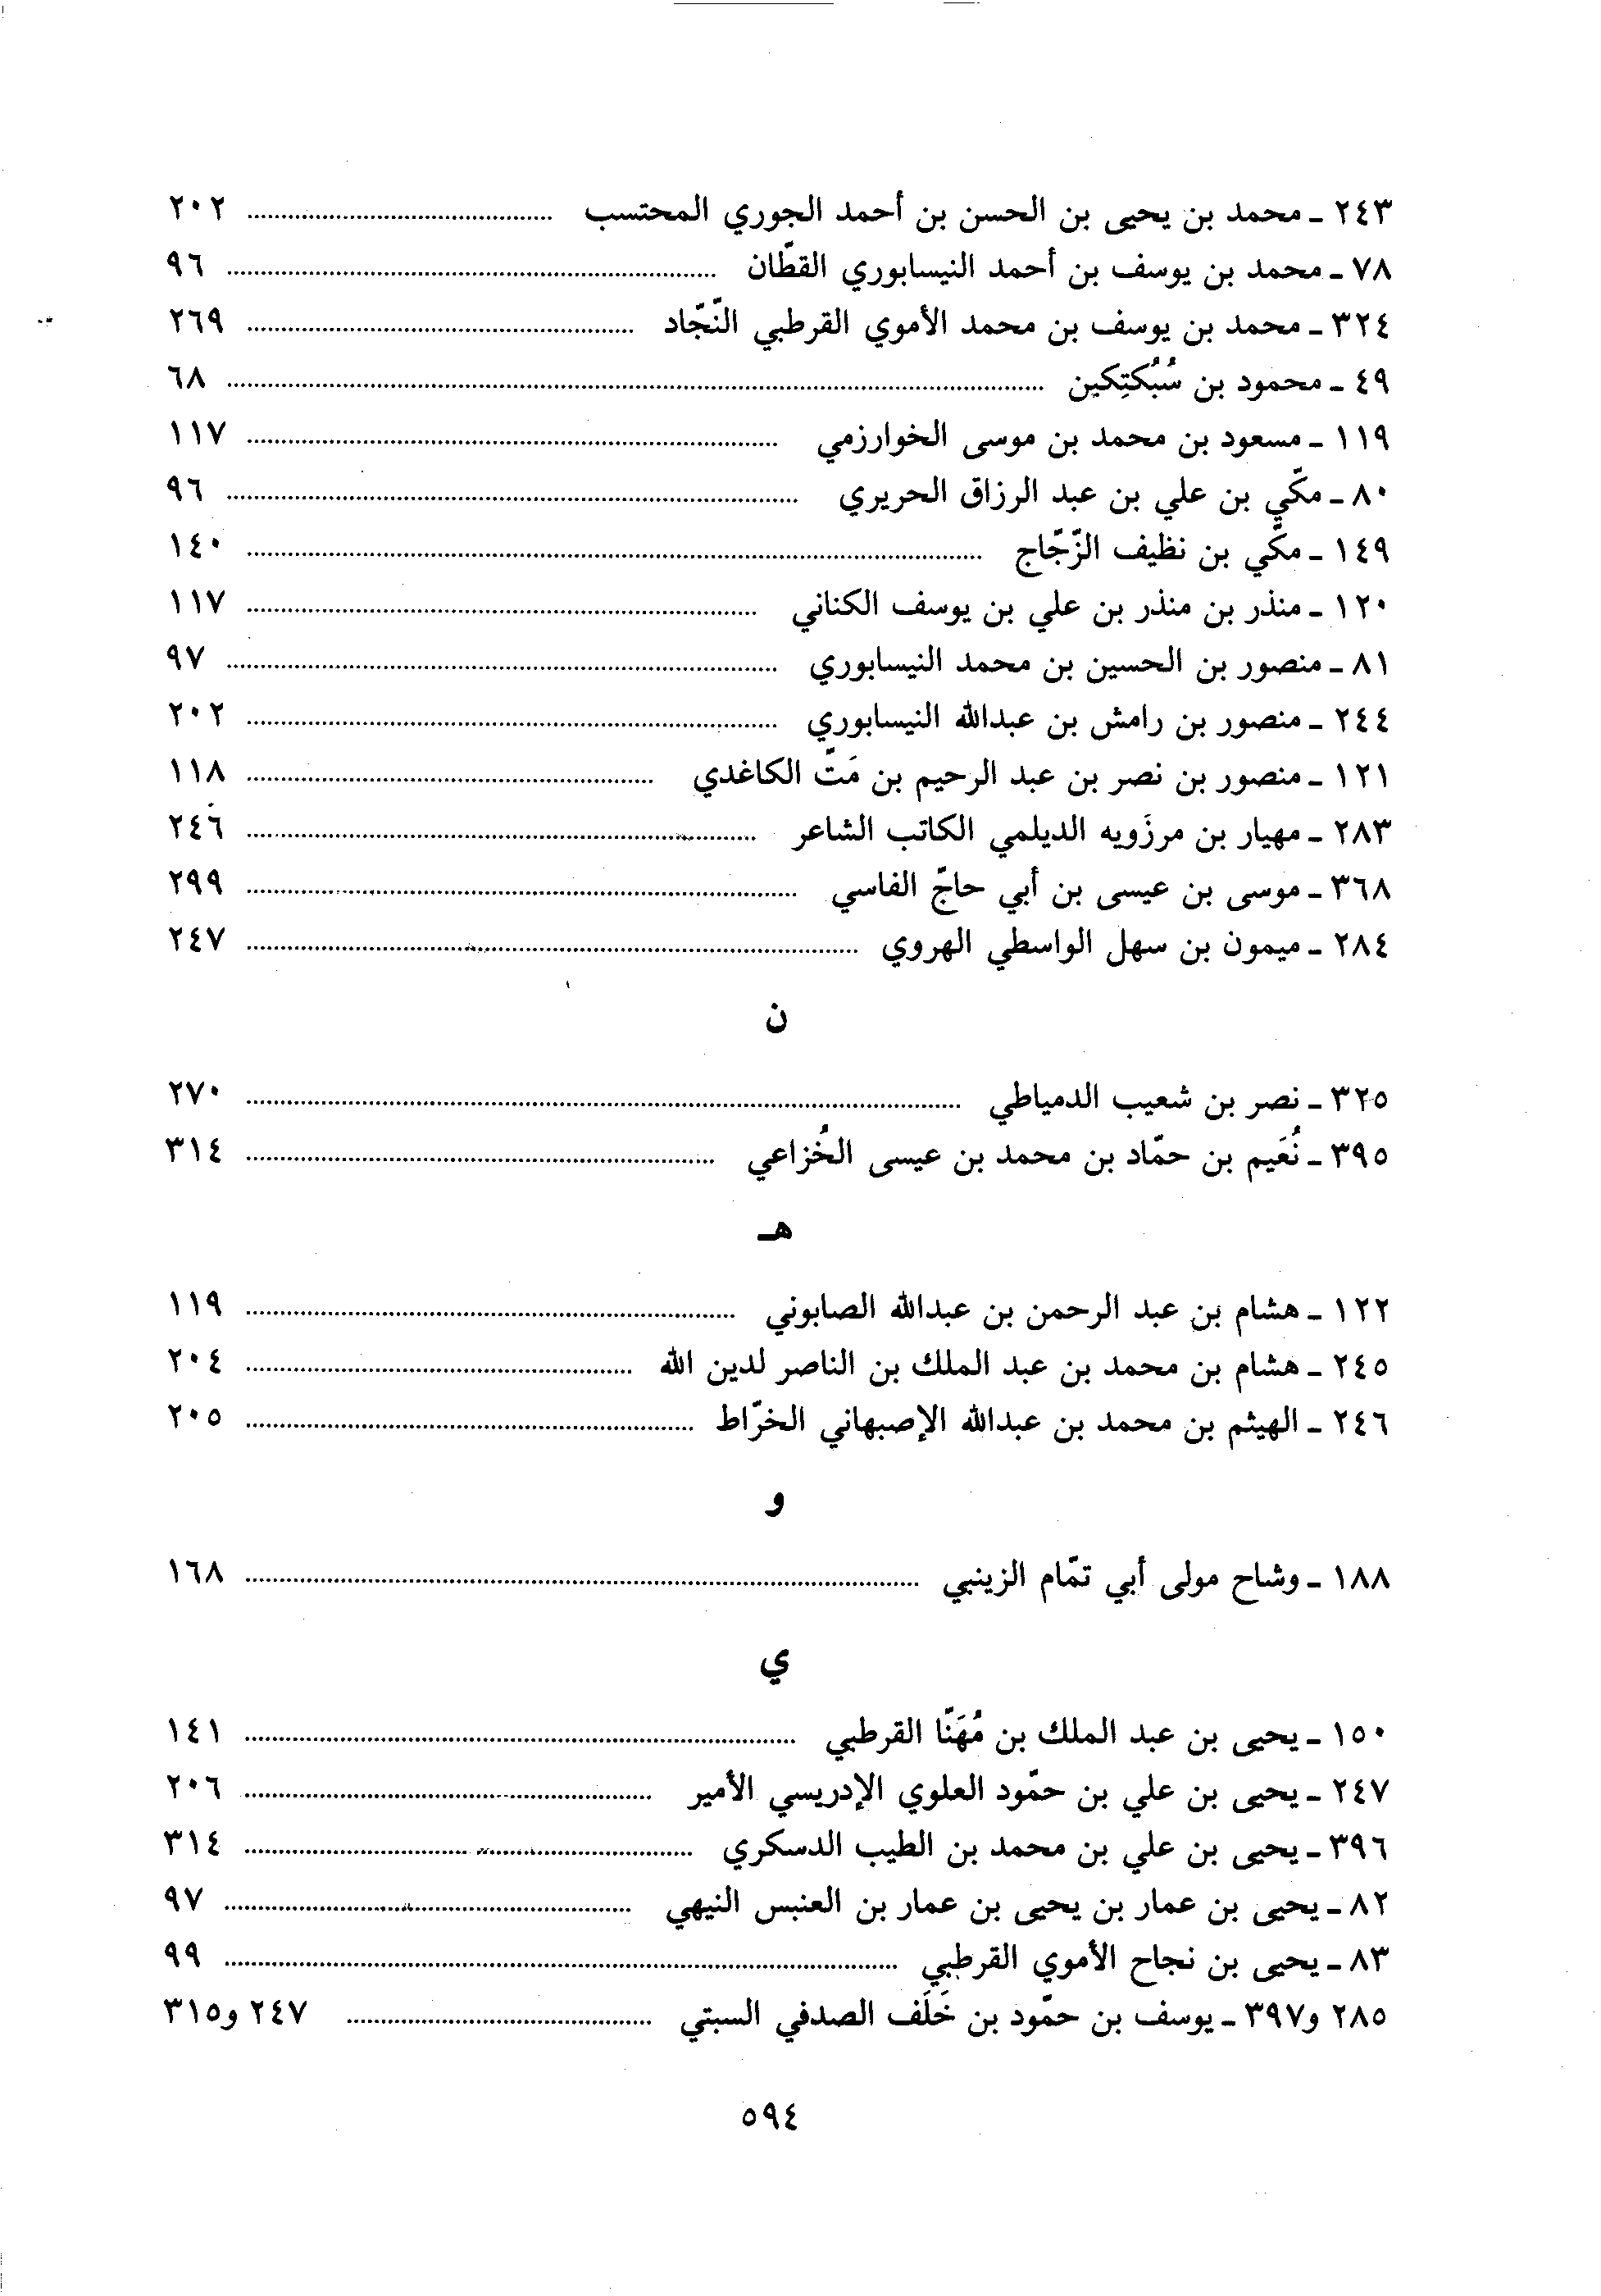 ٢٤٣ ـ محمد بن يحيى بن الحسن بن أحمد الجوري المحتسب ........ ٢٠٢
٧٨ ـ محمد بن يوسف بن أحمد النيسابوري القطّان ........ ٩٦
٣٢٤ ـ محمد بن يوسف بن محمد الأموي القرطبي النّجّاد ........ ٢٦٩
٤٩ ـ محمود بن سُبُكتِكين ........ ٦٨
١١٩ ـ مسعود بن محمد بن موسى الخوارزمي ........ ١١٧
٨٠ ـ مكّي بن علي بن عبد الرزاق الحريري ........ ٩٦
١٤٩ ـ مكّي بن نظيف الزّجّاج ........ ١٤٠
١٢٠ ـ منذر بن منذر بن علي بن يوسف الكناني ........ ١١٧
٨١ ـ منصور بن الحسين بن محمد النيسابوري ........ ٩٧
٢٤٤ ـ منصور بن رامش بن عبدالله النيسابوري ........ ٢٠٢
١٢١ ـ منصور بن نصر بن عبد الرحيم بن مَتّ الكاغدي ........ ١١٨
٢٨٣ ـ مهيار بن مرزَويه الديلمي الكاتب الشاعر ........ ٢٤٦
٣٦٨ ـ موسى بن عيسى بن أبي حاجّ الفاسي ........ ٢٩٩
٢٨٤ ـ ميمون بن سهل الواسطي الهروي ........ ٢٤٧
ن
٣٢٥ ـ نصر بن شعيب الدمياطي ........ ٢٧٠
٣٩٥ ـ نُعَيم بن حمّاد بن محمد بن عيسى الخُزاعي ........ ٣١٤
هـ
١٢٢ ـ هشام بن عبد الرحمن بن عبدالله الصابوني ........ ١١٩
٢٤٥ ـ هشام بن محمد بن عبد الملك بن الناصر لدين الله ........ ٢٠٤
٢٤٦ ـ الهيثم بن محمد بن عبدالله الإصبهاني الخرّاط ........ ٢٠٥
و
١٨٨ ـ وشاح مولى أبي تمّام الزينبي ........ ١٦٨
ي
١٥٠ ـ يحيى بن عبد الملك بن مُهَنّا القرطبي ........ ١٤١
٢٤٧ ـ يحيى بن علي بن حمّود العلوي الإدريسي الأمير ........ ٢٠٦
٣٩٦ ـ يحيى بن علي بن محمد بن الطيب الدسكري ........ ٣١٤
٨٢ ـ يحيى بن عمار بن يحيى بن عمار بن العنبس النيهي ........ ٩٧
٨٣ ـ يحيى بن نجاح الأموي القرطبي ........ ٩٩
٢٨٥ و٣٩٧ ـ يوسف بن حمّود بن خَلَف الصدفي السبتي ........ ٢٤٧ و٣١٥
٥٩٤